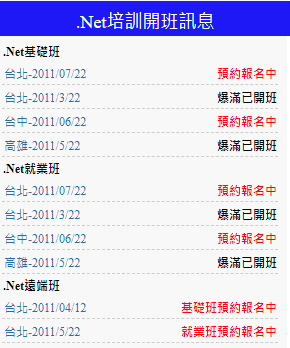 .Net培訓開班訊息
.Net基礎班
台北-2011/07/22 預約報名中
台北-2011/3/22 爆滿已開班
台中-2011/06/22 預約報名中
高雄-2011/5/22 爆滿已開班
.Net就業班
台北-2011/07/22 預約報名中
台北-2011/3/22 爆滿已開班
台中-2011/06/22 預約報名中
高雄-2011/5/22 爆滿已開班
.Net遠端班
台北-2011/04/12 基礎班預約報名中
台北-2011/5/22 就業班預約報名中